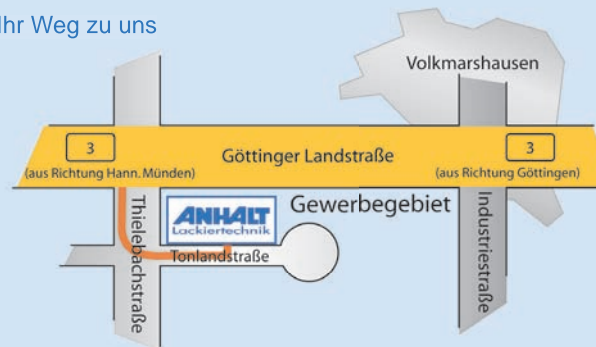 Ihr Weg zu uns
Volkmarshausen
3
(aus Richtung Hann. Münden)
Göttinger Landstraße
3
(aus Richtung Göttingen)
ANHALT
Lackiertechnik
Gewerbegebiet
Thielebachstraße
Tonlandstraße
Industriestraße